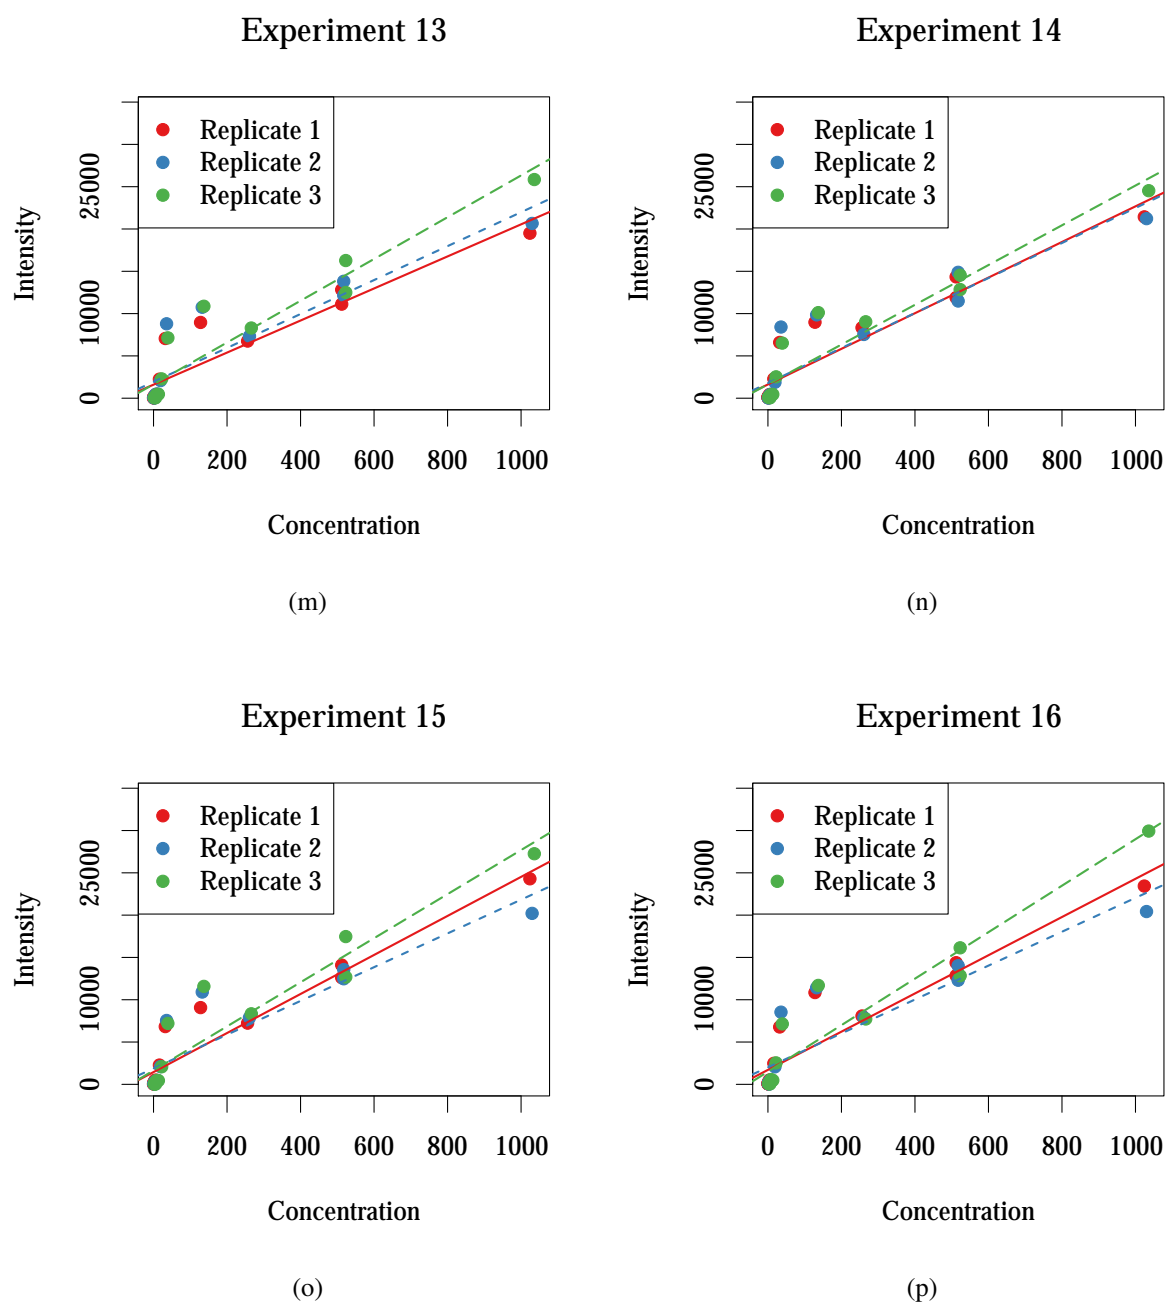 Experiment 13
Replicate 1
Replicate 2
Replicate 3
Intensity
0 10000 25000
0 200 400 600 800 1000
Concentration
(m)
Experiment 14
Replicate 1
Replicate 2
Replicate 3
Intensity
0 10000 25000
0 200 400 600 800 1000
Concentration
(n)
Experiment 15
Replicate 1
Replicate 2
Replicate 3
Intensity
0 10000 25000
0 200 400 600 800 1000
Concentration
(o)
Experiment 16
Replicate 1
Replicate 2
Replicate 3
Intensity
0 10000 25000
0 200 400 600 800 1000
Concentration
(p)